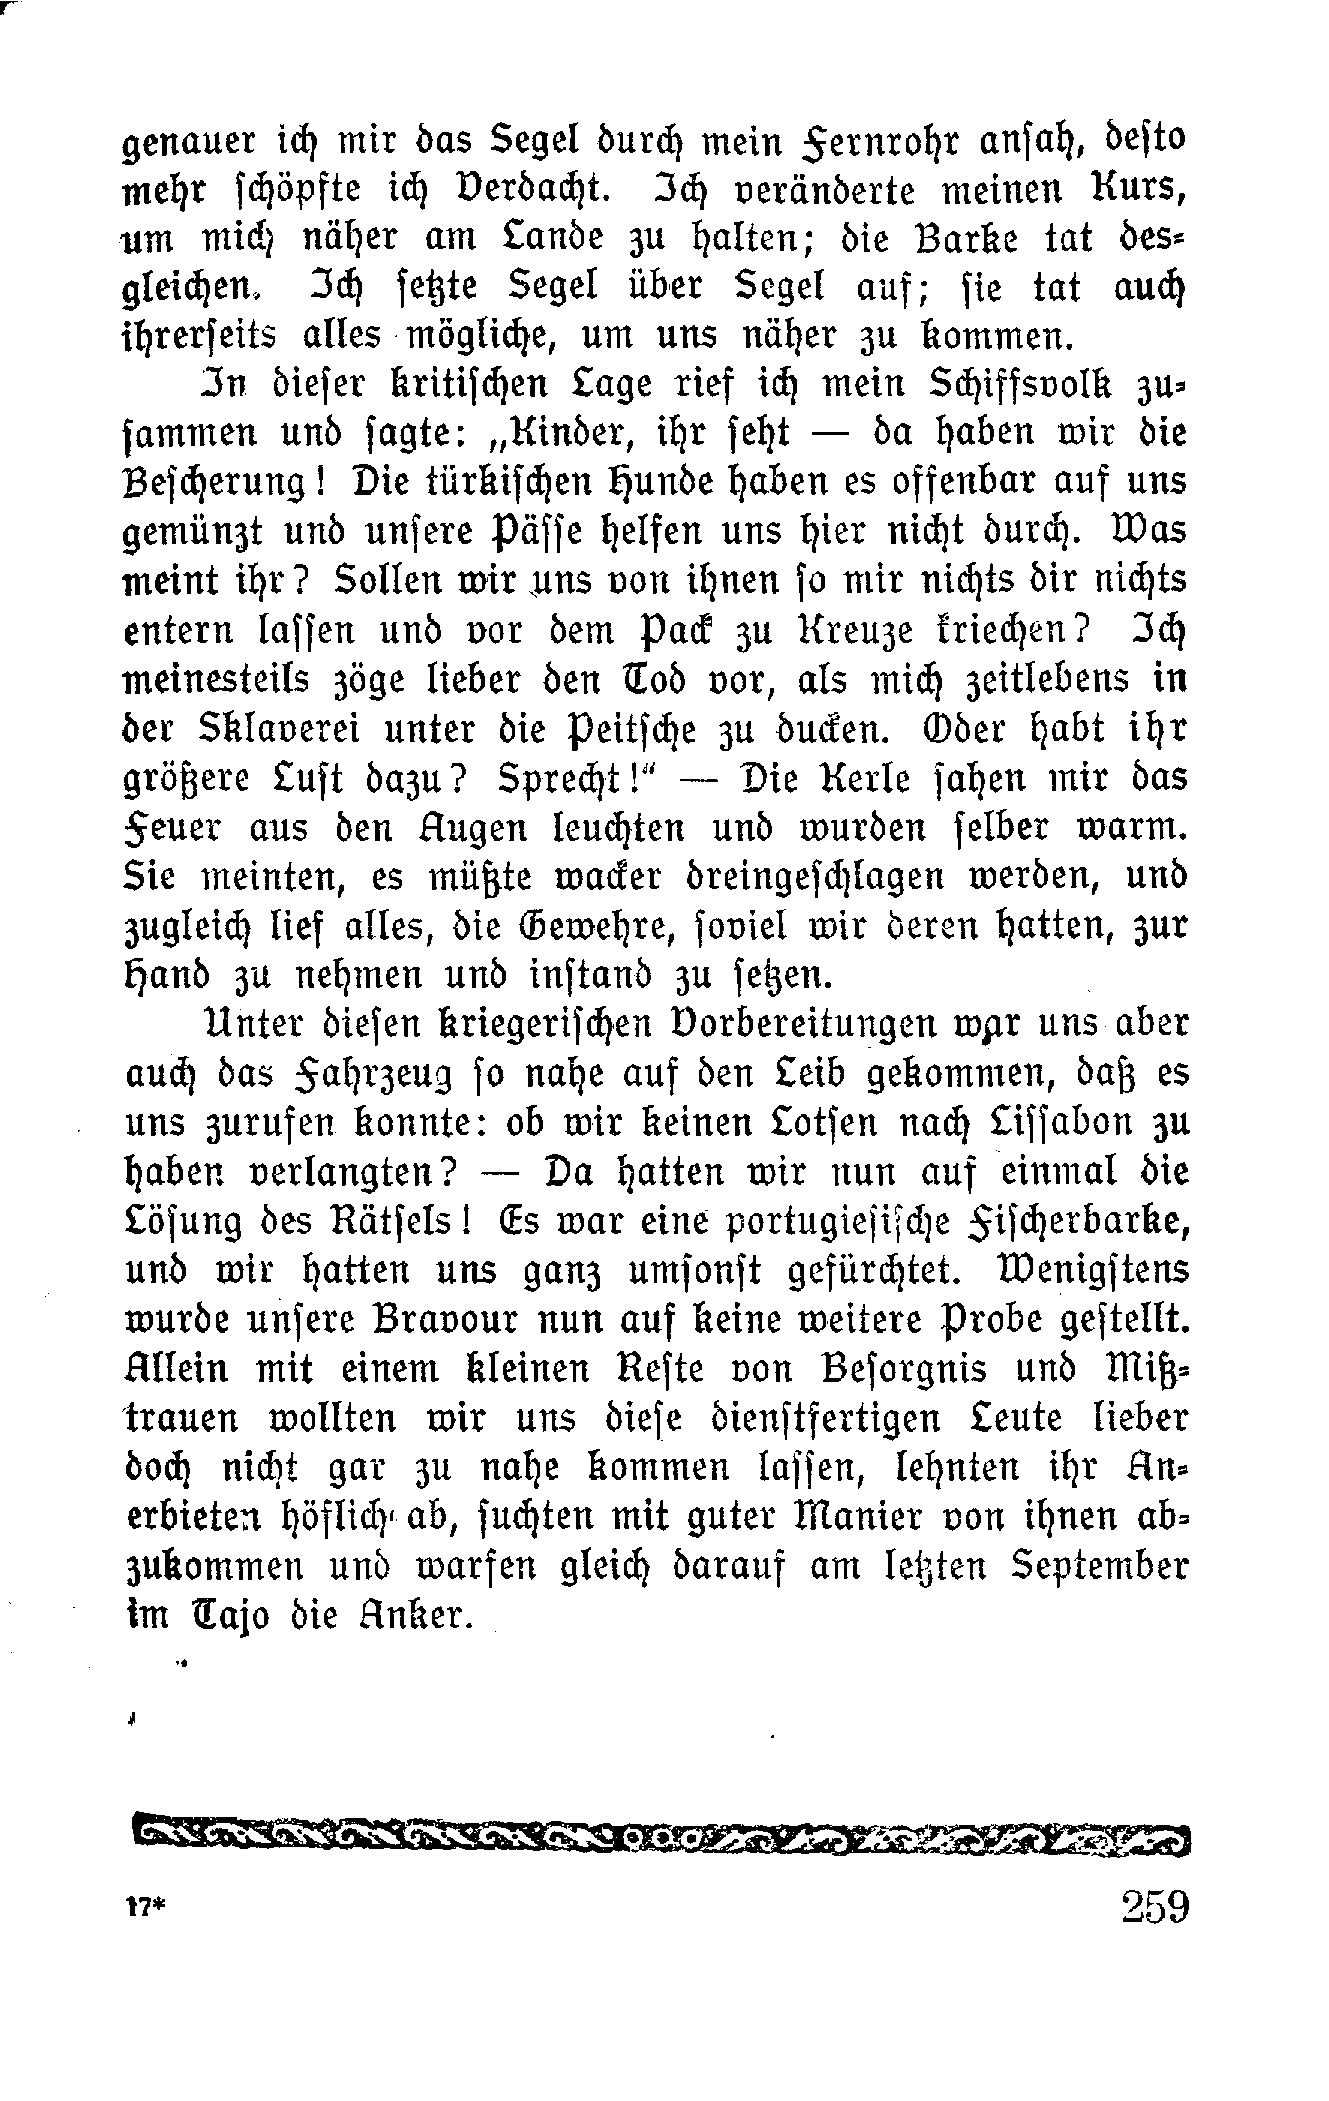 genauer ich mir das Segel durch mein Fernrohr ansah, desto
mehr schöpfte ich Verdacht. Ich veränderte meinen Kurs,
um mich näher am Lande zu halten; die Barke tat des-
gleichen. Ich setzte Segel über Segel auf; sie tat auch
ihrerseits alles mögliche, um uns näher zu kommen.
In dieser kritischen Lage rief ich mein Schiffsvolk zu-
sammen und sagte: „Kinder, ihr seht — da haben wir die
Bescherung! Die türkischen Hunde haben es offenbar auf uns
gemünzt und unsere Pässe helfen uns hier nicht durch. Was
meint ihr? Sollen wir uns von ihnen so mir nichts dir nichts
entern lassen und vor dem Pack zu Kreuze kriechen? Ich
meinesteils zöge lieber den Tod vor, als mich zeitlebens in
der Sklaverei unter die Peitsche zu ducken. Oder habt ihr
größere Lust dazu? Sprecht!“ — Die Kerle sahen mir das
Feuer aus den Augen leuchten und wurden selber warm.
Sie meinten, es müßte wacker dreingeschlagen werden, und
zugleich lief alles, die Gewehre, soviel wir deren hatten, zur
Hand zu nehmen und instand zu setzen.
Unter diesen kriegerischen Vorbereitungen war uns aber
auch das Fahrzeug so nahe auf den Leib gekommen, daß es
uns zurufen konnte: ob wir keinen Lotsen nach Lissabon zu
haben verlangten? — Da hatten wir nun auf einmal die
Lösung des Rätsels! Es war eine portugiesische Fischerbarke,
und wir hatten uns ganz umsonst gefürchtet. Wenigstens
wurde unsere Bravour nun auf keine weitere Probe gestellt.
Allein mit einem kleinen Reste von Besorgnis und Miß-
trauen wollten wir uns diese dienstfertigen Leute lieber
doch nicht gar zu nahe kommen lassen, lehnten ihr An-
erbieten höflich ab, suchten mit guter Manier von ihnen ab-
zukommen und warfen gleich darauf am letzten September
im Tajo die Anker.
17*
259